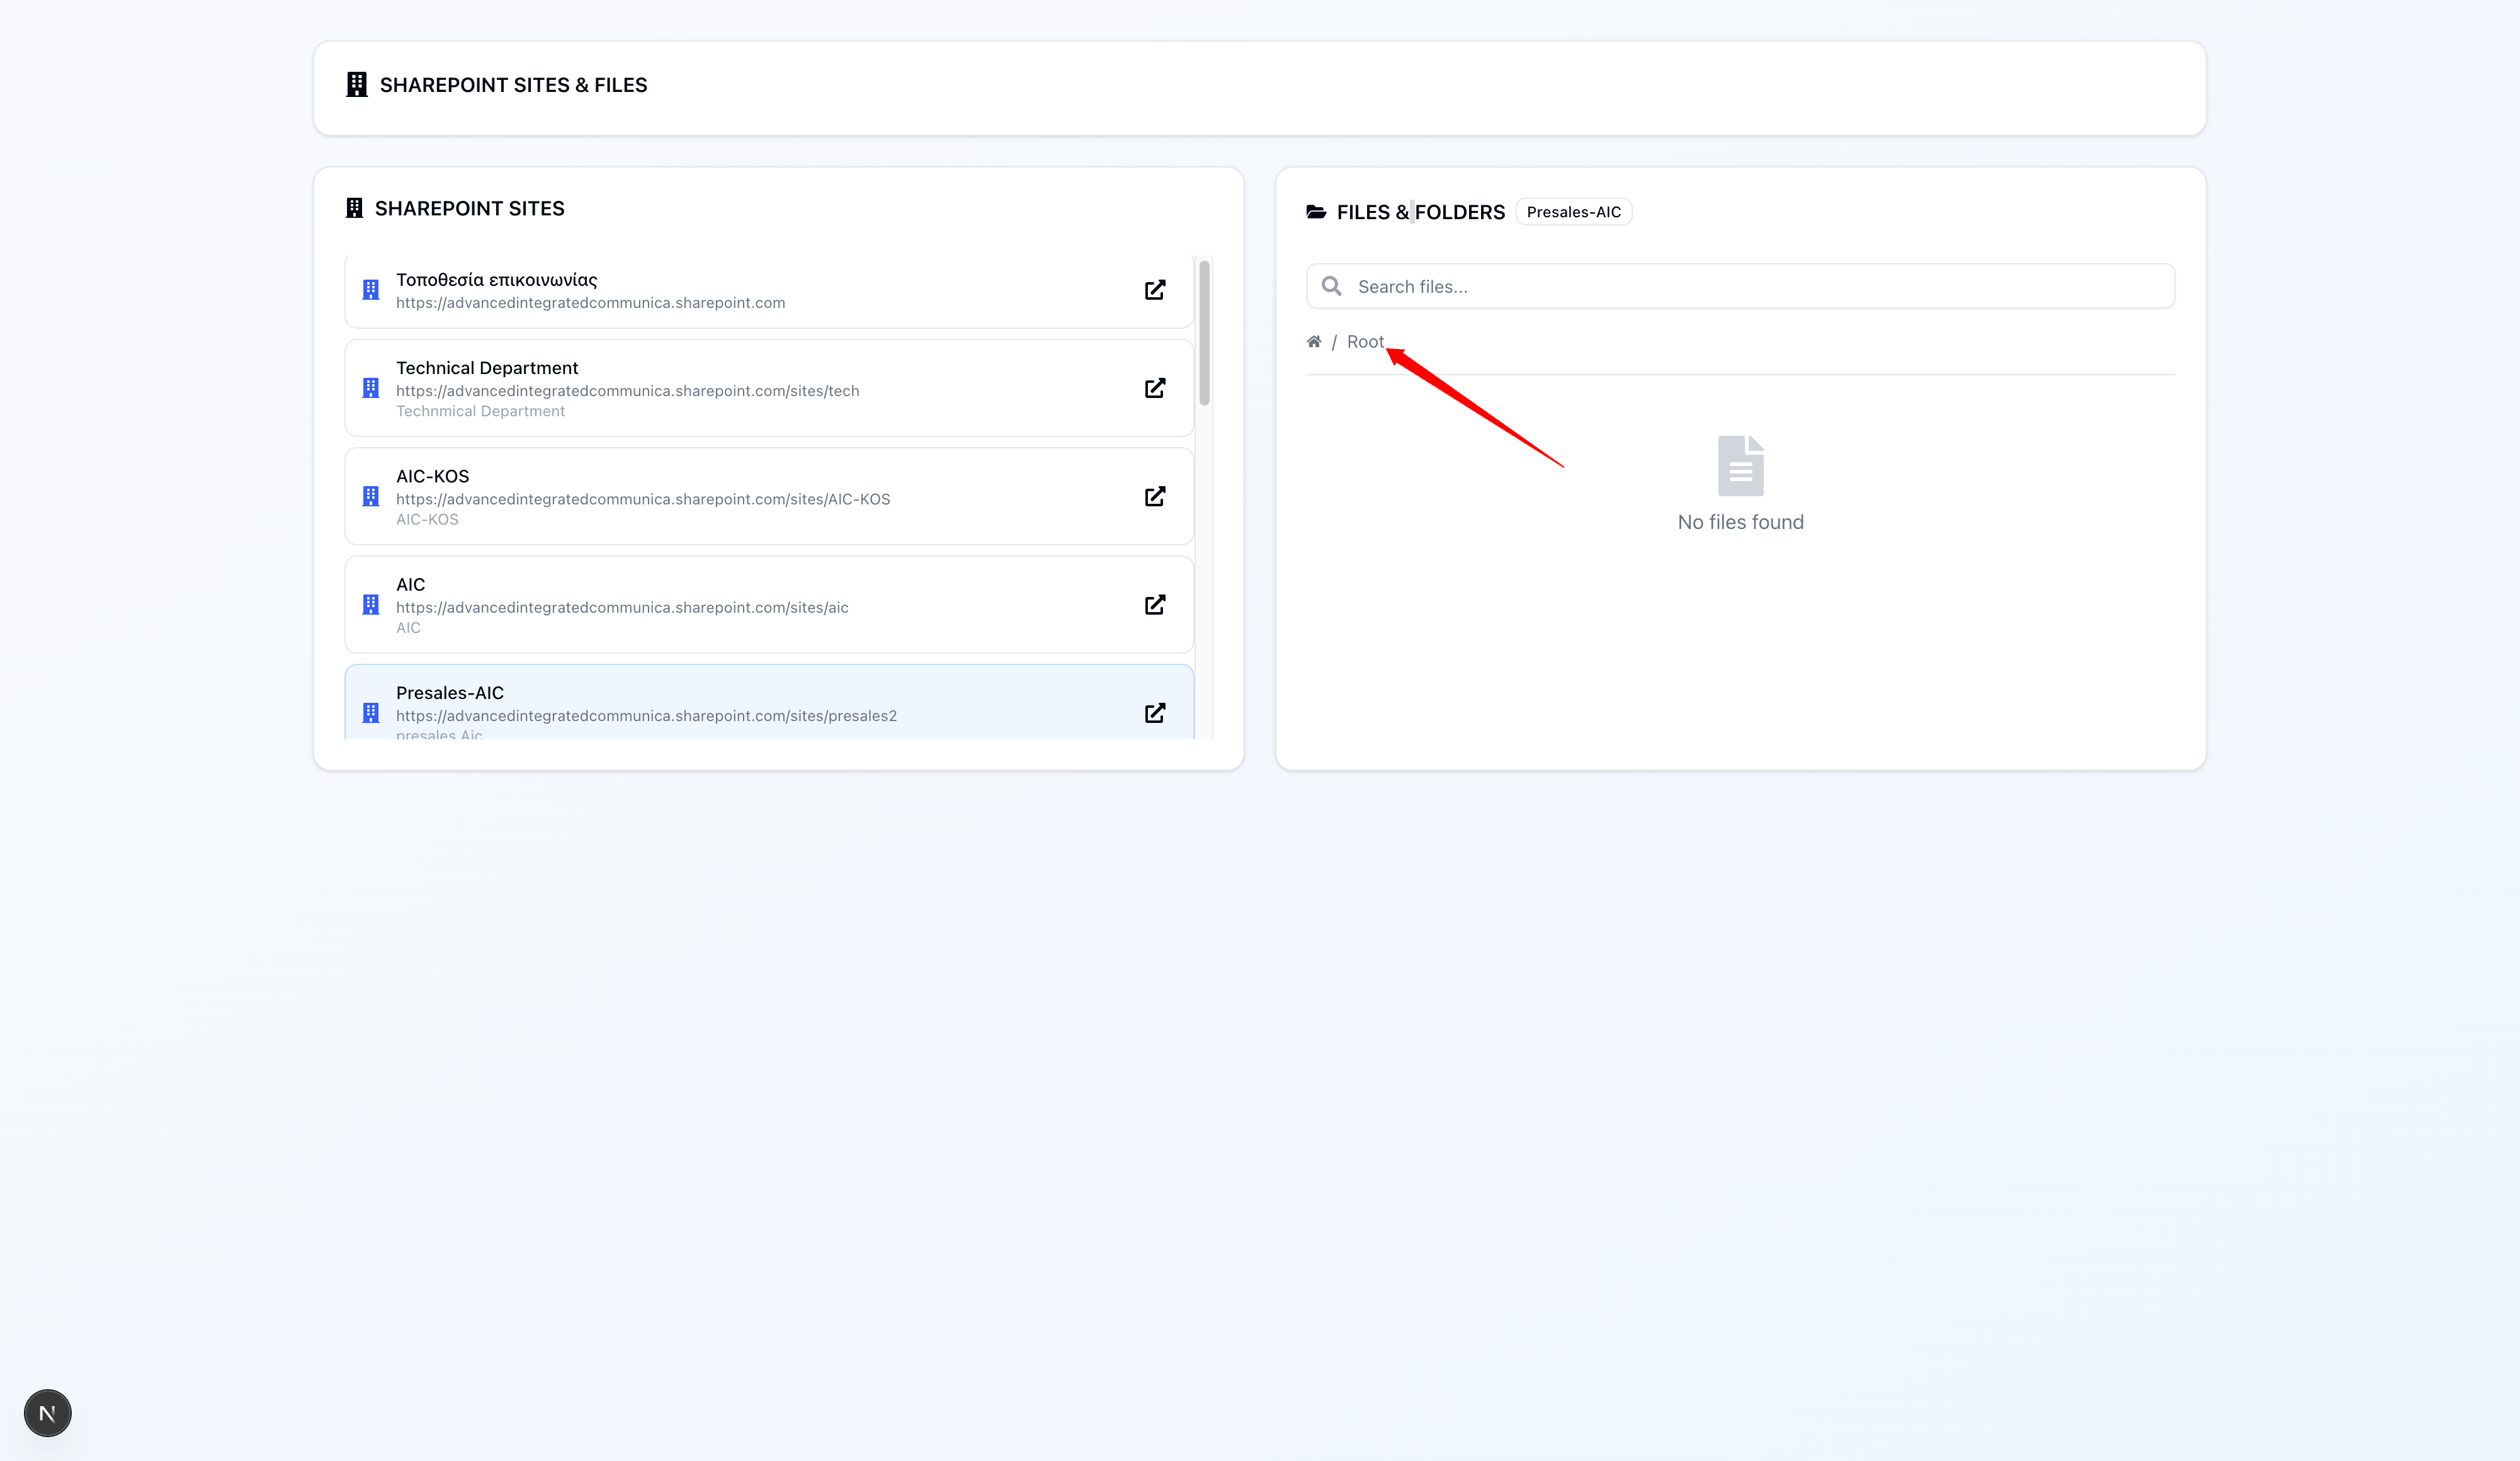 SHAREPOINT SITES & FILES
SHAREPOINT SITES
Τοποθεσία επικοινωνίας
https://advancedintegratedcommunica.sharepoint.com
Technical Department
https://advancedintegratedcommunica.sharepoint.com/sites/tech
Technmical Department
AIC-KOS
https://advancedintegratedcommunica.sharepoint.com/sites/AIC-KOS
AIC-KOS
AIC
https://advancedintegratedcommunica.sharepoint.com/sites/aic
AIC
Presales-AIC
https://advancedintegratedcommunica.sharepoint.com/sites/presales2
presales Aic
FILES & FOLDERS Presales-AIC
Search files...
/ Root
No files found
N